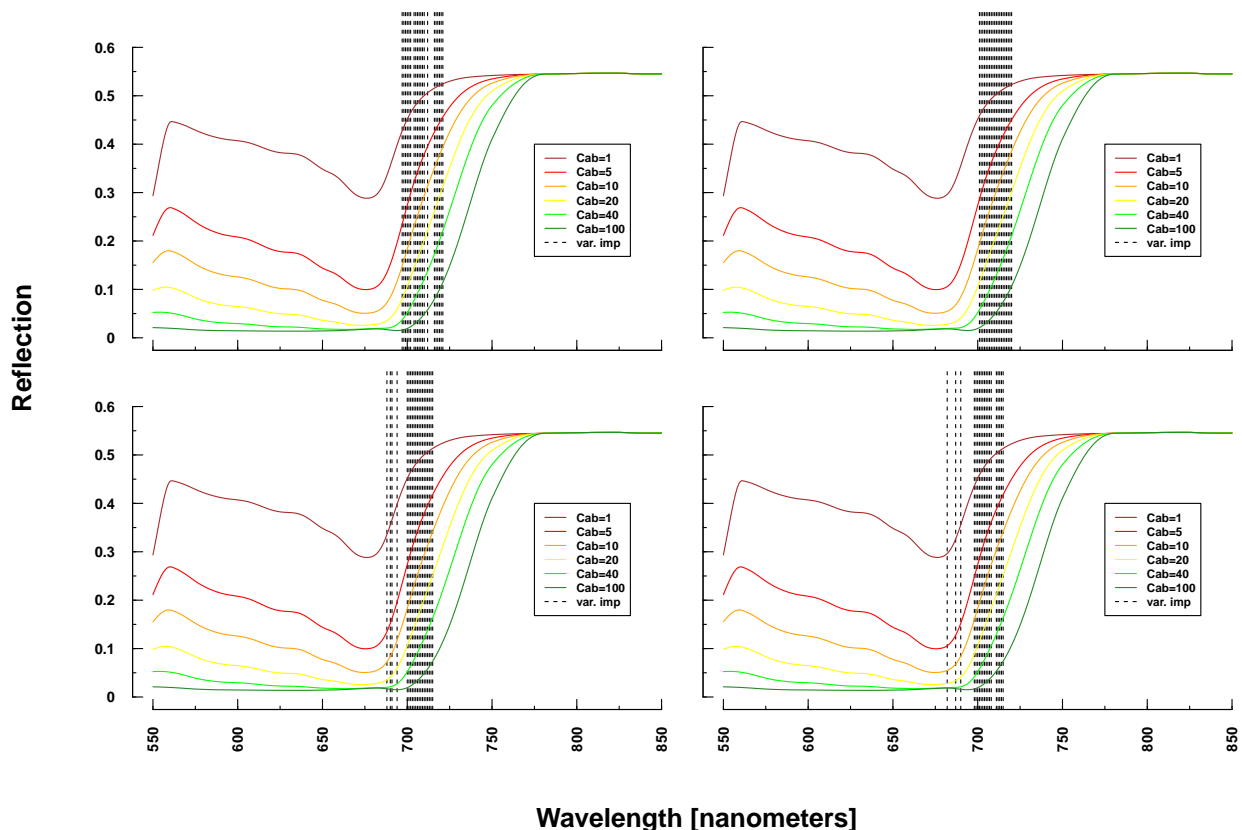 0.6
0.5
0.4
0.3
0.2
0.1
0
Cab=1
Cab=5
Cab=10
Cab=20
Cab=40
Cab=100
var. imp
0.6
0.5
0.4
0.3
0.2
0.1
0
Cab=1
Cab=5
Cab=10
Cab=20
Cab=40
Cab=100
var. imp
Reflection
0.6
0.5
0.4
0.3
0.2
0.1
0
Cab=1
Cab=5
Cab=10
Cab=20
Cab=40
Cab=100
var. imp
550
600
650
700
750
800
850
0.6
0.5
0.4
0.3
0.2
0.1
0
Cab=1
Cab=5
Cab=10
Cab=20
Cab=40
Cab=100
var. imp
550
600
650
700
750
800
850
Wavelength [nanometers]